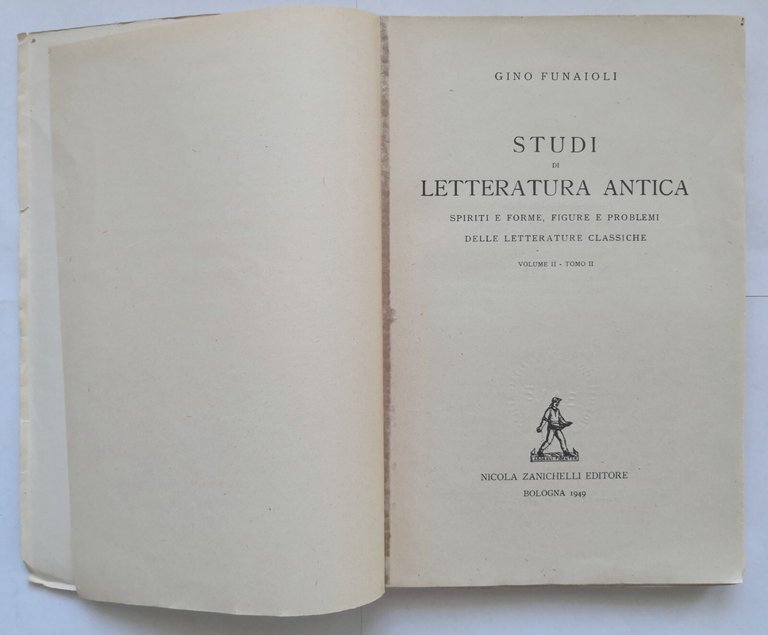 GINO FUNAIOLI
STUDI
DI
LETTERATURA ANTICA
SPIRITI E FORME, FIGURE E PROBLEMI
DELLE LETTERATURE CLASSICHE
VOLUME II - TOMO II
NICOLA ZANICHELLI EDITORE
BOLOGNA 1949